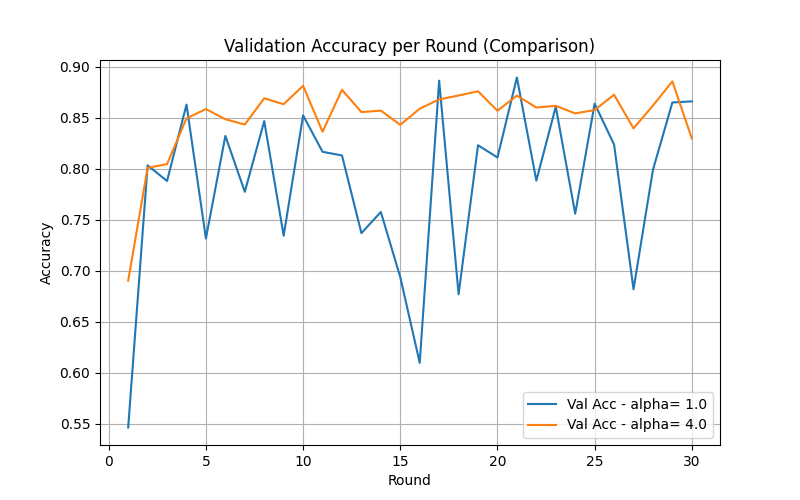 Validation Accuracy per Round (Comparison)
Accuracy
0.90
0.85
0.80
0.75
0.70
0.65
0.60
0.55
0 5 10 15 20 25 30
Round
Val Acc - alpha= 1.0
Val Acc - alpha= 4.0